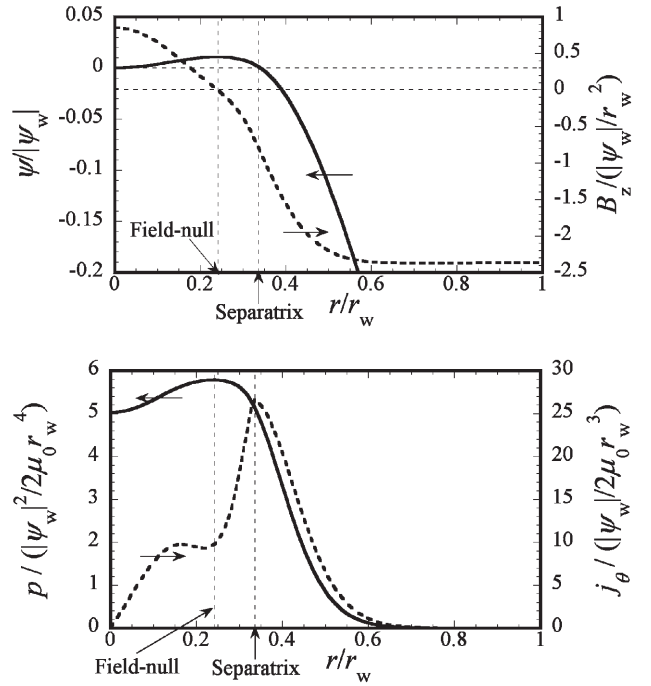 0.05
0
-0.05
-0.1
-0.15
-0.2
ψ/|ψw|
1
0.5
0
-0.5
-1
-1.5
-2
-2.5
Bz/(|ψw|/rw²)
Field-null
0 0.2 0.4 0.6 0.8 1
Separatrix
r/rw
6
5
4
3
2
1
0
p/(|ψw|²/2μ0rw⁴)
30
25
20
15
10
5
0
jθ/(|ψw|/2μ0rw³)
0 0.2 0.4 0.6 0.8 1
Field-null
Separatrix
r/rw